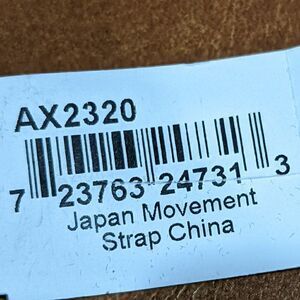 AX2320
7 23763 24731 3
Japan Movement
Strap China